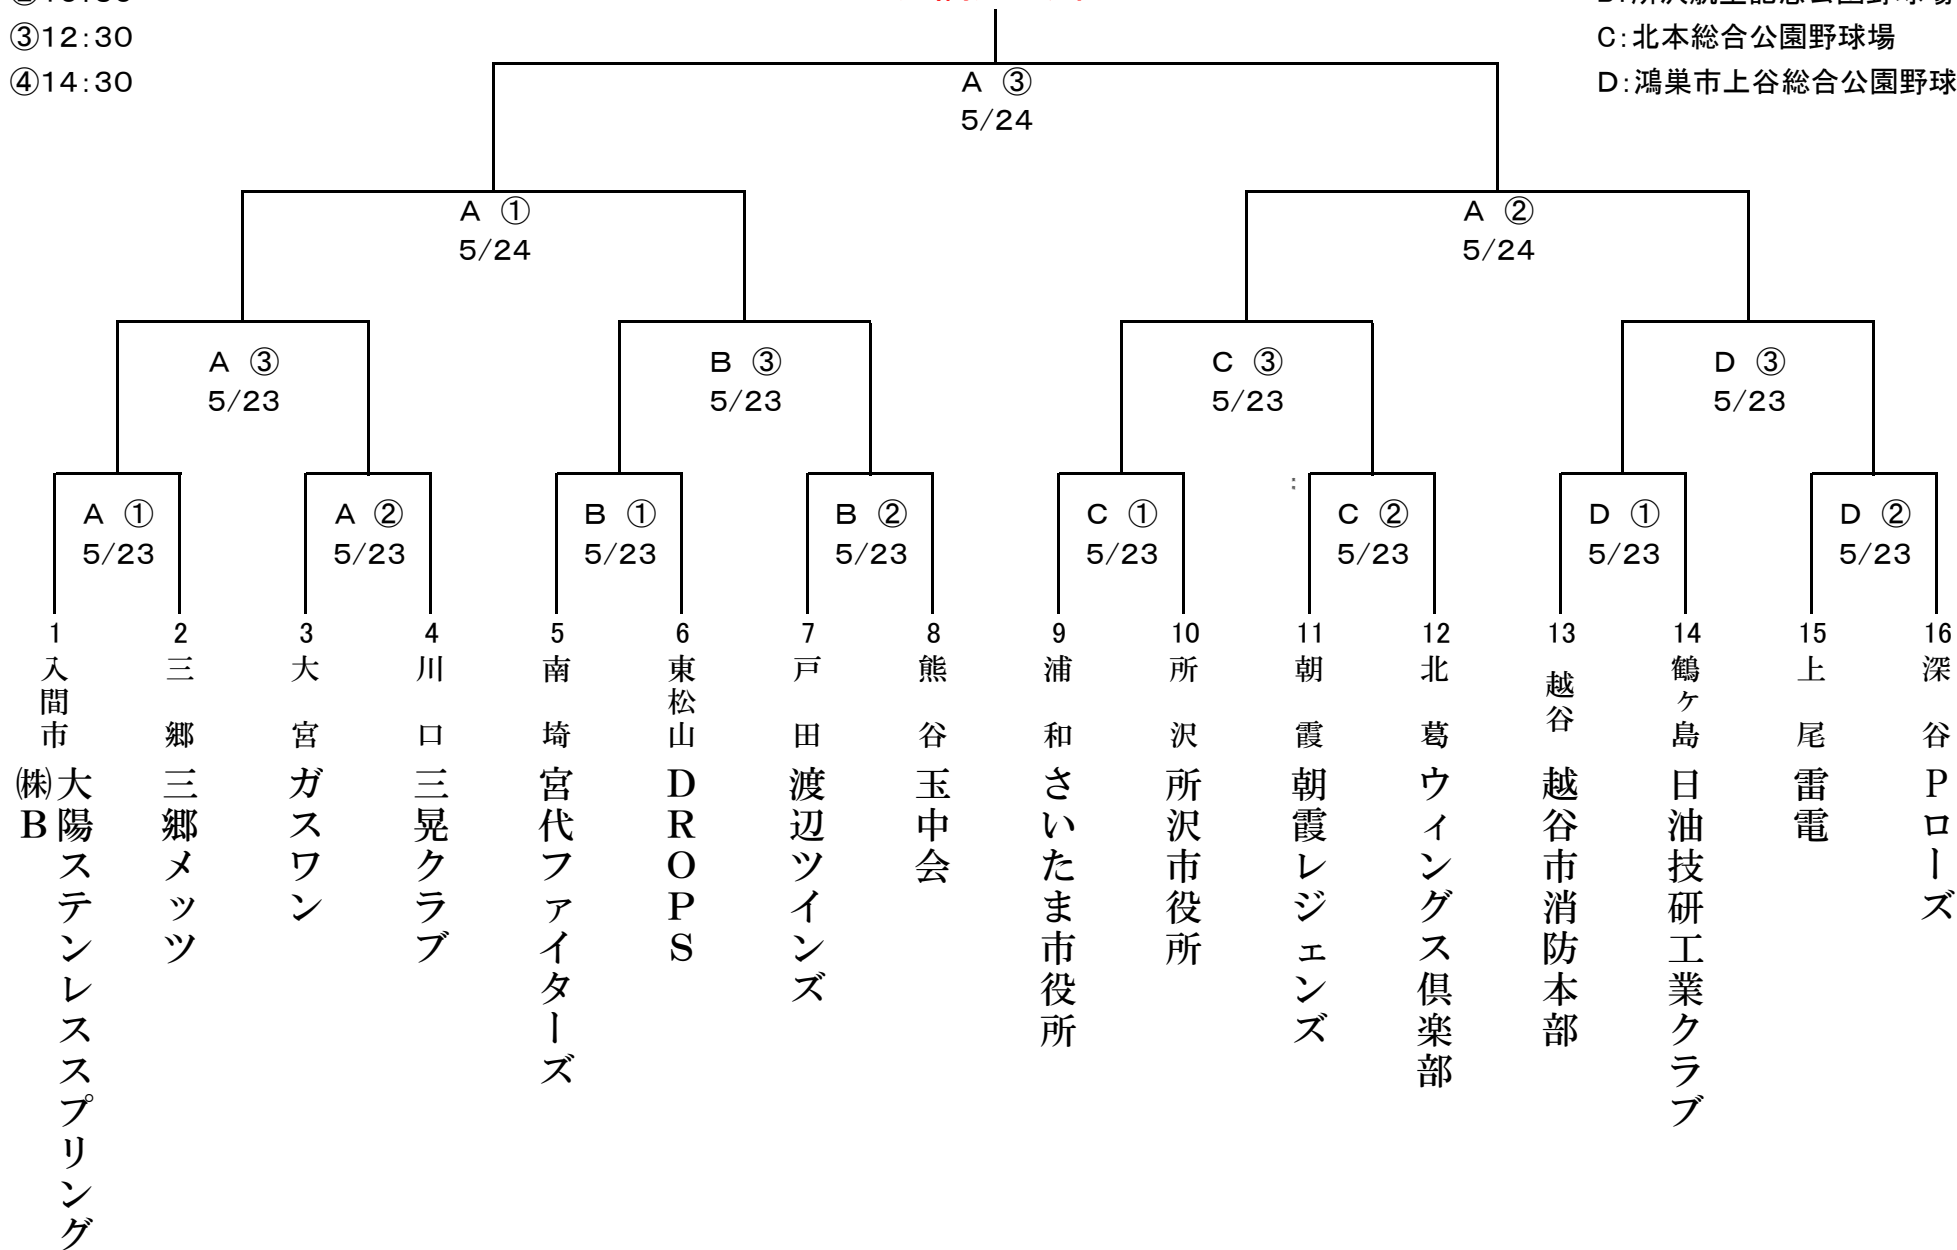 ③12:30
④14:30
C:北本総合公園野球場
D:鴻巣市上谷総合公園野球
A ③
5/24
A ①
5/24
A ②
5/24
A ③
5/23
B ③
5/23
C ③
5/23
D ③
5/23
A ①
5/23
A ②
5/23
B ①
5/23
B ②
5/23
C ①
5/23
:
C ②
5/23
D ①
5/23
D ②
5/23
1
入間市
大陽ステンレススプリング
㈱B
2
三郷
三郷メッツ
3
大宮
ガスワン
4
川口
三晃クラブ
5
南埼
宮代ファイターズ
6
東松山
DROPS
7
戸田
渡辺ツインズ
8
熊谷
玉中会
9
浦和
さいたま市役所
10
所沢
所沢市役所
11
朝霞
朝霞レジェンズ
12
北葛
ウィングス倶楽部
13
越谷
越谷市消防本部
14
鶴ヶ島
日油技研工業クラブ
15
上尾
雷電
16
深谷
Pローズ